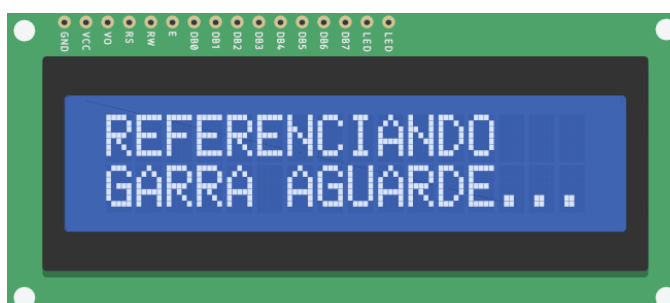 GND VCC VO RS RW E DB0 DB1 DB2 DB3 DB4 DB5 DB6 DB7 LED LED
REFERENCIANDO
GARRA AGUARDE...